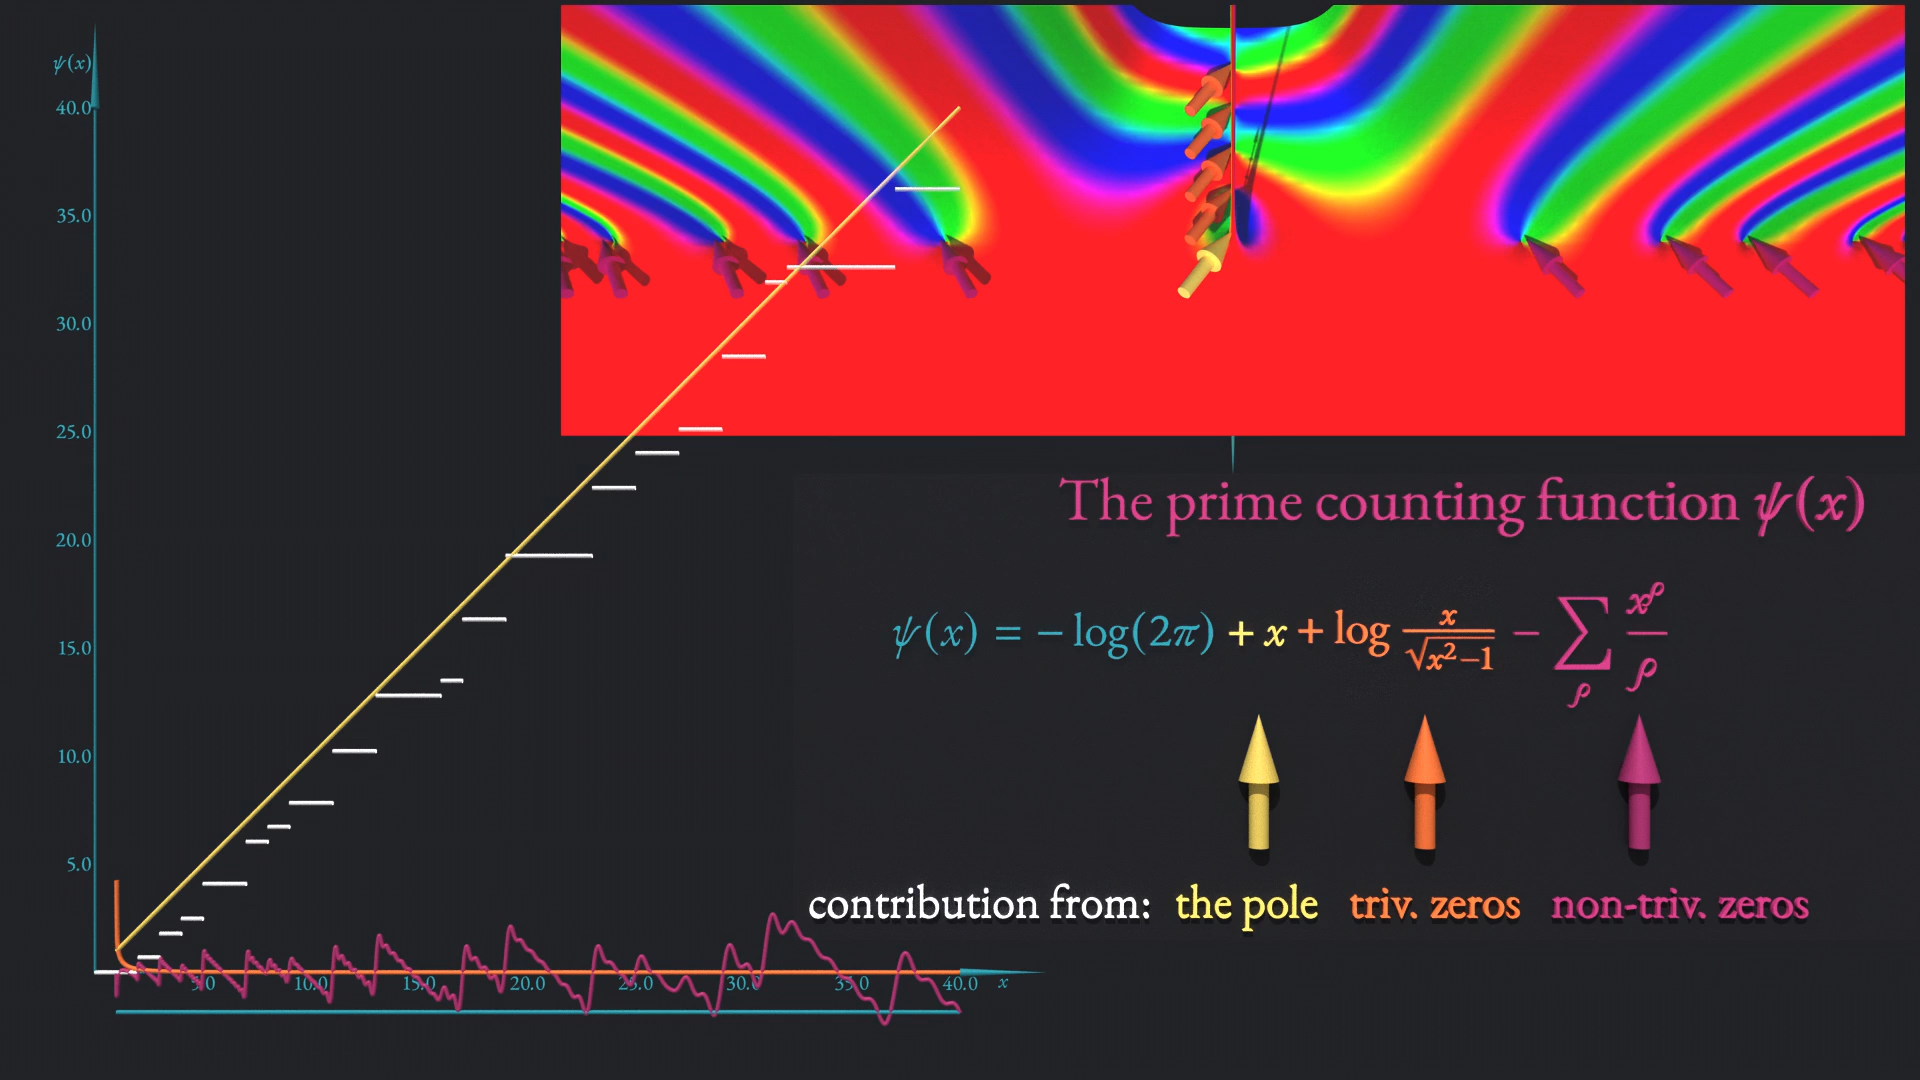 ψ(x)
40.0
35.0
30.0
25.0
20.0
15.0
10.0
5.0
5.0 10.0 15.0 20.0 25.0 30.0 35.0 40.0 x
The prime counting function ψ(x)
ψ(x) = − log(2π) + x + log x/√x²−1 − ∑ρ x^ρ/ρ
contribution from: the pole triv. zeros non-triv. zeros